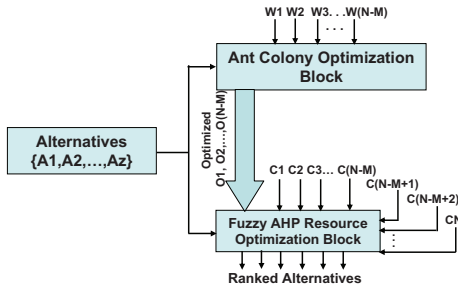 W1 W2 W3. . .W(N-M)
. . .
Ant Colony Optimization
Block
Alternatives
{A1,A2,...,Az}
Optimized
O1, O2,...,O(N-M)
C1 C2 C3... C(N-M)
C(N-M+1)
C(N-M+2)
CN
Fuzzy AHP Resource
Optimization Block
Ranked Alternatives